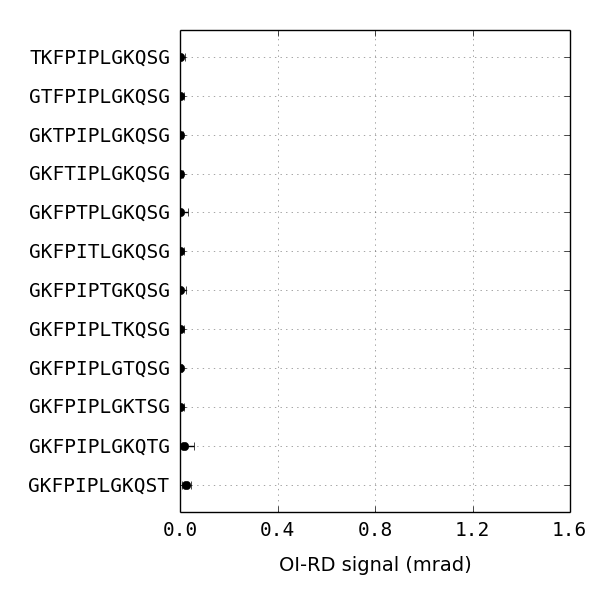 TKFPIPLGKQSG
GTFPIPLGKQSG
GKTPIPLGKQSG
GKFTIPLGKQSG
GKFPTPLGKQSG
GKFPITLGKQSG
GKFPIPTGKQSG
GKFPIPLTKQSG
GKFPIPLGTQSG
GKFPIPLGKTSG
GKFPIPLGKQTG
GKFPIPLGKQST
0.0 0.4 0.8 1.2 1.6
OI-RD signal (mrad)